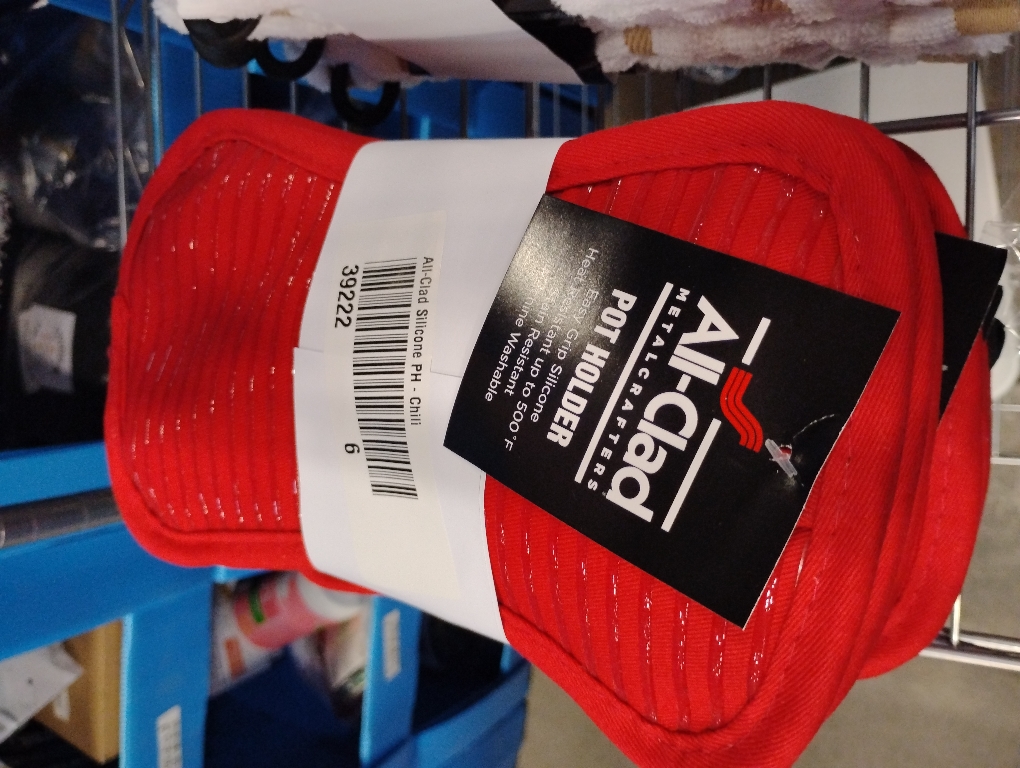 All-Clad
METALCRAFTERS
POT HOLDER
Easy Grip Silicone
Heat Resistant up to 500°F
Resistant
Washable
All-Clad Silicone PH - Chili
39222
6